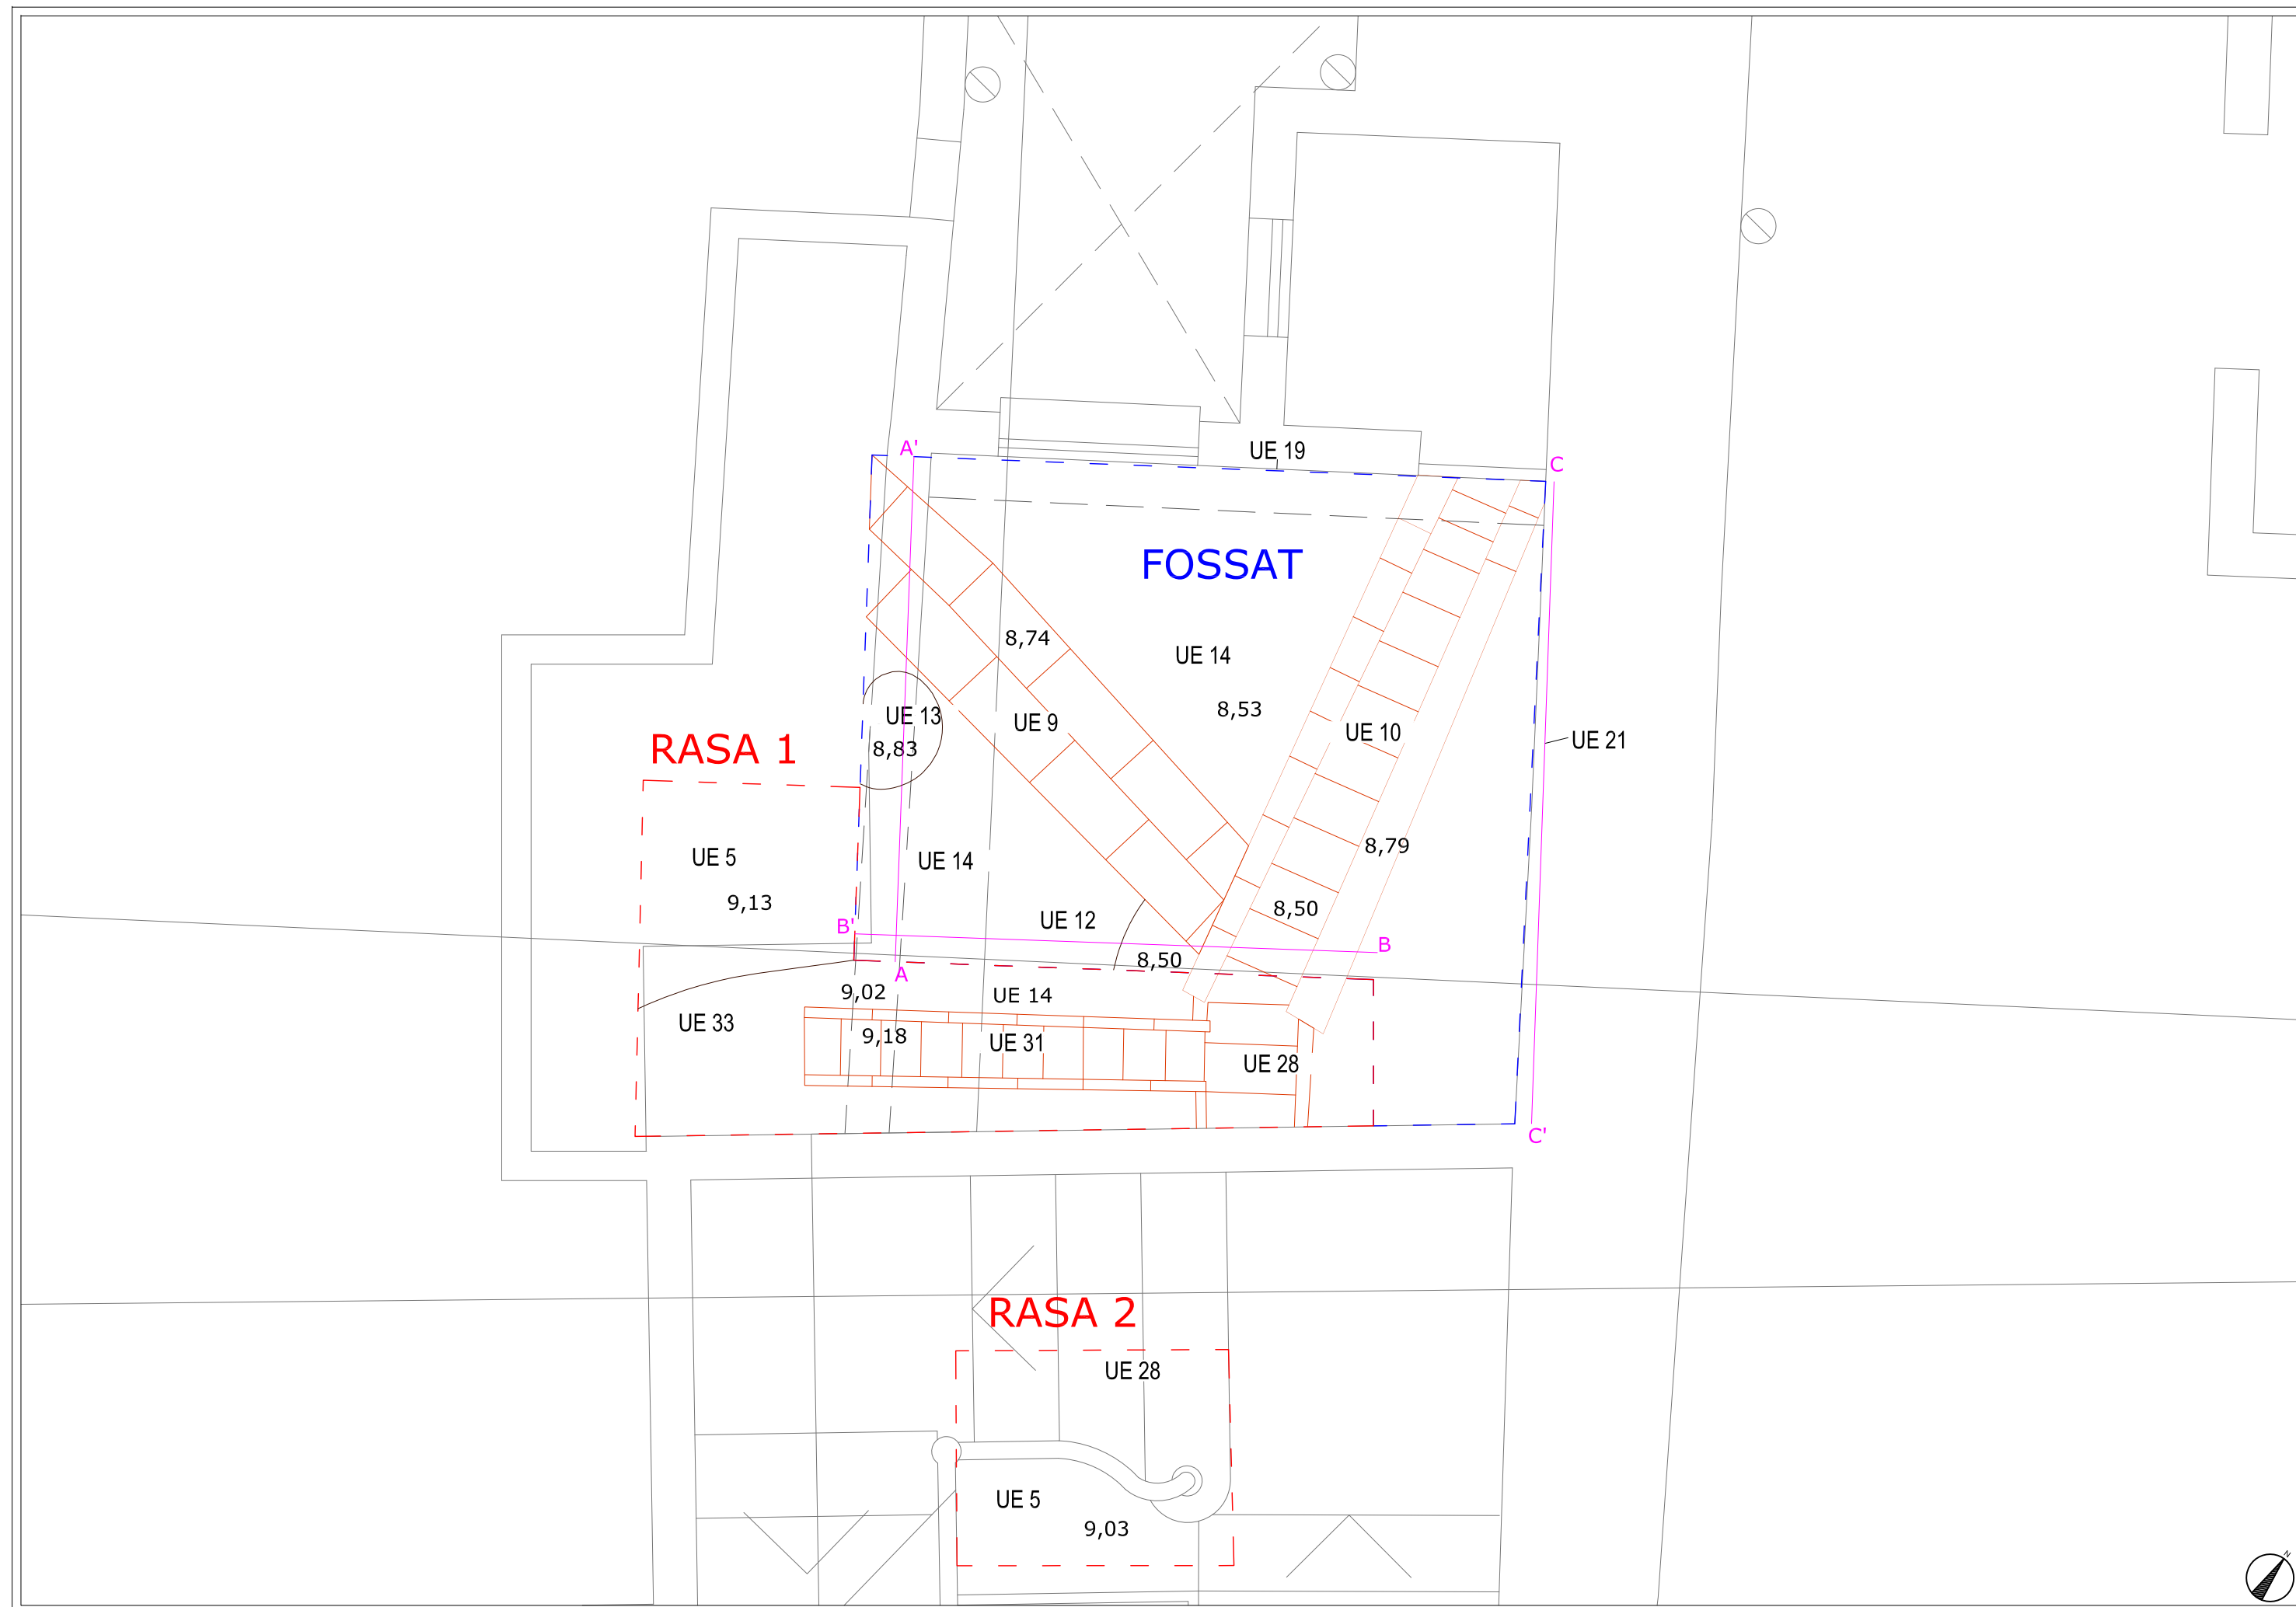 A'
UE 19
C
FOSSAT
8,74
UE 14
8,53
UE 13
UE 9
UE 10
UE 21
RASA 1
8,83
8,79
UE 5
UE 14
9,13
8,50
UE 12
B'
B
8,50
A
9,02
UE 14
UE 33
9,18
UE 31
UE 28
C'
RASA 2
UE 28
UE 5
9,03
N